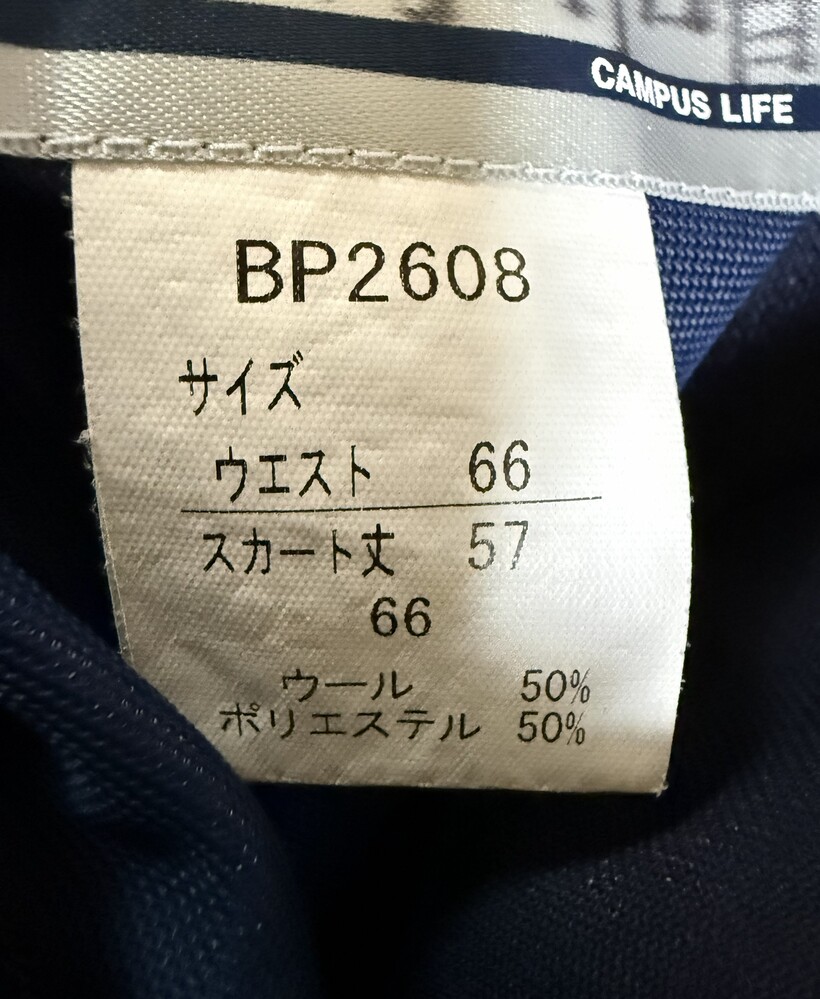 CAMPUS LIFE
BP2608
サイズ
ウエスト 66
スカート丈 57
66
ウール 50%
ポリエステル 50%